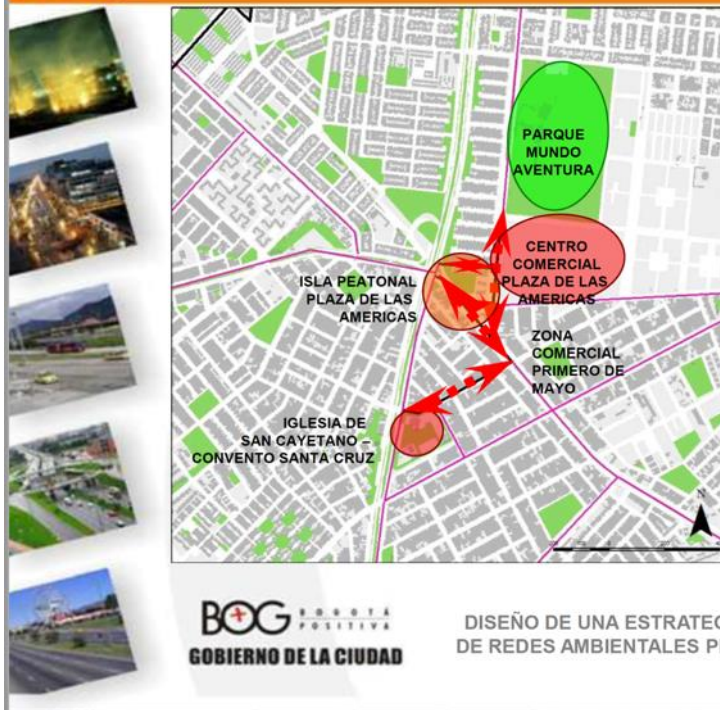 PARQUE
MUNDO
AVENTURA
CENTRO
COMERCIAL
PLAZA DE LAS
AMERICAS
ISLA PEATONAL
PLAZA DE LAS
AMERICAS
ZONA
COMERCIAL
PRIMERO DE
MAYO
IGLESIA DE
SAN CAYETANO –
CONVENTO SANTA CRUZ
N
BOG BOGOTÁ
POSITIVA
GOBIERNO DE LA CIUDAD
DISEÑO DE UNA ESTRATEG
DE REDES AMBIENTALES P